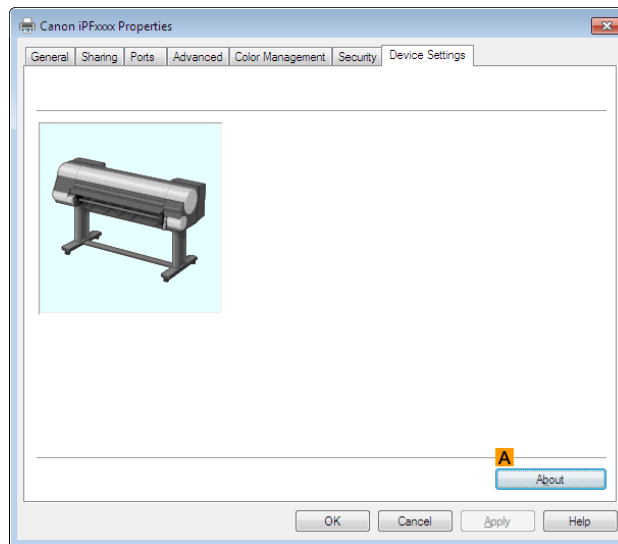 Canon iPFxxxx Properties
General Sharing Ports Advanced Color Management Security Device Settings
A
About
OK Cancel Apply Help